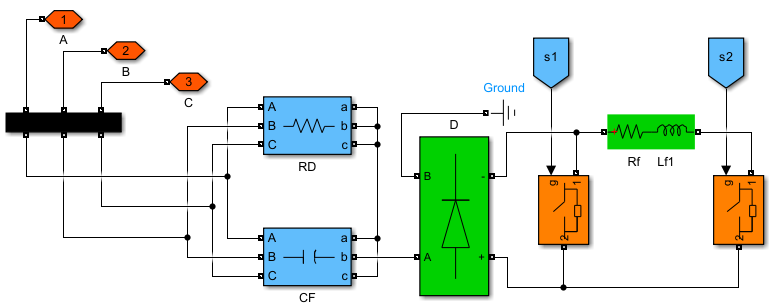 1
A
2
B
3
C
s1
s2
Ground
A a
B b
C c
RD
D
B -
A +
Rf Lf1
g 1
2
g 1
2
A a
B b
C c
CF